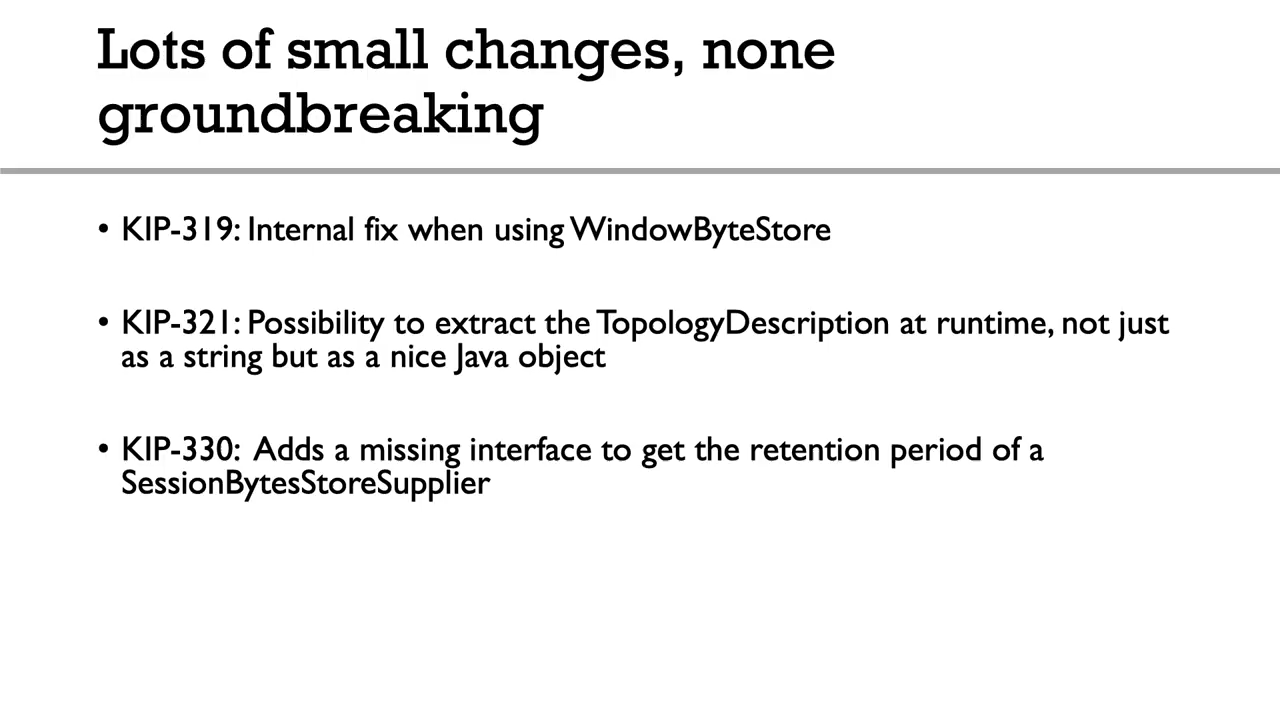 Lots of small changes, none
groundbreaking
• KIP-319: Internal fix when using WindowByteStore
• KIP-321: Possibility to extract the TopologyDescription at runtime, not just
as a string but as a nice Java object
• KIP-330: Adds a missing interface to get the retention period of a
SessionBytesStoreSupplier